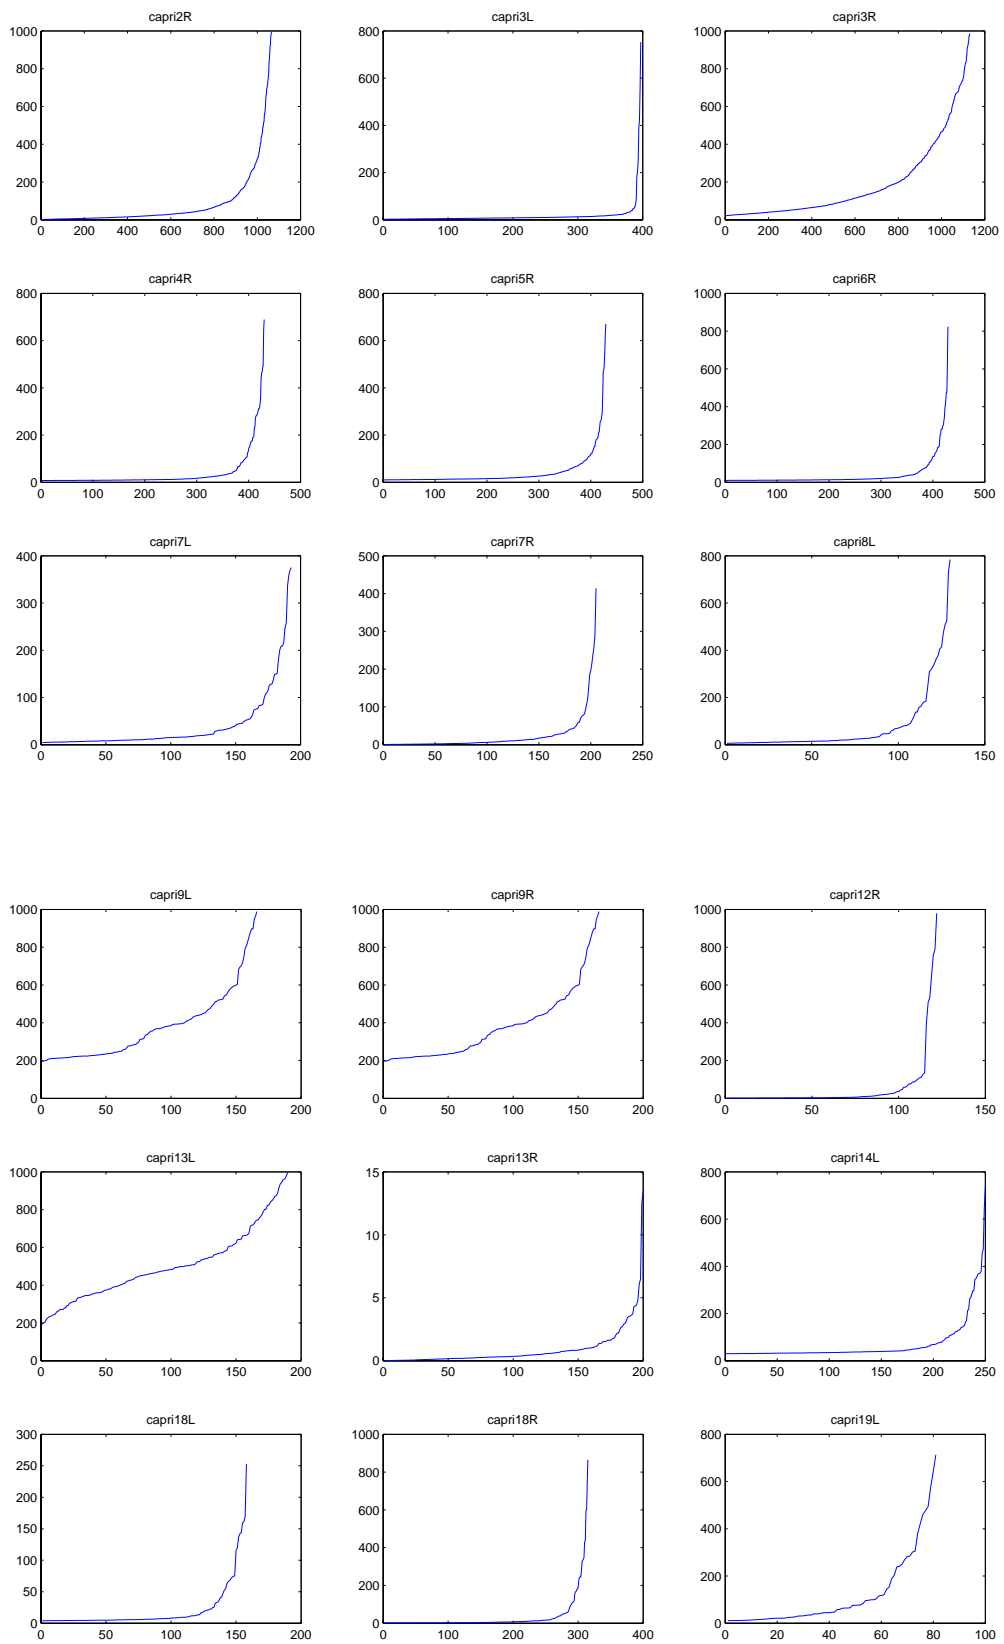 capri2R capri3L capri3R
1000 800 1000
800 600 800
600 400 600
400 200 400
200 200
0 0 0
0 200 400 600 800 1000 1200 0 100 200 300 400 0 200 400 600 800 1000 1200
capri4R capri5R capri6R
800 800 1000
600 600 800
400 400 600
200 200 400
200
0 0 0
0 100 200 300 400 500 0 100 200 300 400 500 0 100 200 300 400 500
capri7L capri7R capri8L
400 500 800
300 400 600
200 300 400
100 200 200
100
0 0 0
0 50 100 150 200 0 50 100 150 200 250 0 50 100 150
capri9L capri9R capri12R
1000 1000 1000
800 800 800
600 600 600
400 400 400
200 200 200
0 0 0
0 50 100 150 200 0 50 100 150 200 0 50 100 150
capri13L capri13R capri14L
1000 15 800
800 10 600
600 5 400
400 200
200
0 0 0
0 50 100 150 200 0 50 100 150 200 0 50 100 150 200 250
capri18L capri18R capri19L
300 1000 800
250 800 600
200 600 400
150 400 200
100 200
50
0 0 0
0 50 100 150 200 0 100 200 300 400 0 20 40 60 80 100